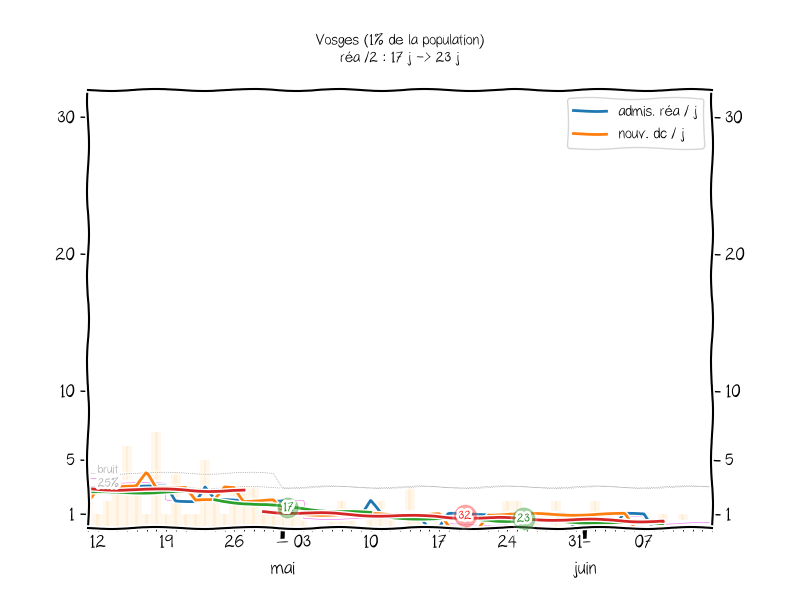 Vosges (1% de la population)
réa /2 : 17 j -> 23 j
admis. réa / j
nouv. dc / j
30
30
20
20
10
10
5
5
1
1
bruit
25%
17
32
23
12 19 26 03 10 17 24 31 07
mai juin